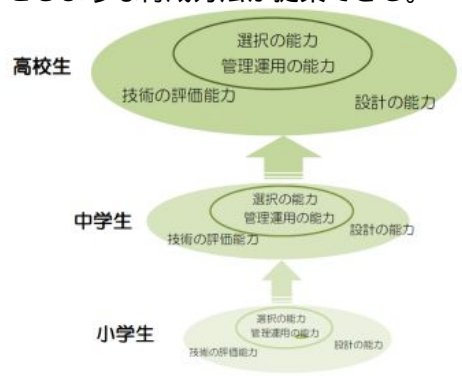 選択の能力
管理運用の能力
高校生
技術の評価能力
設計の能力
選択の能力
管理運用の能力
中学生
技術の評価能力
設計の能力
選択の能力
管理運用の能力
小学生
技術の評価能力
設計の能力